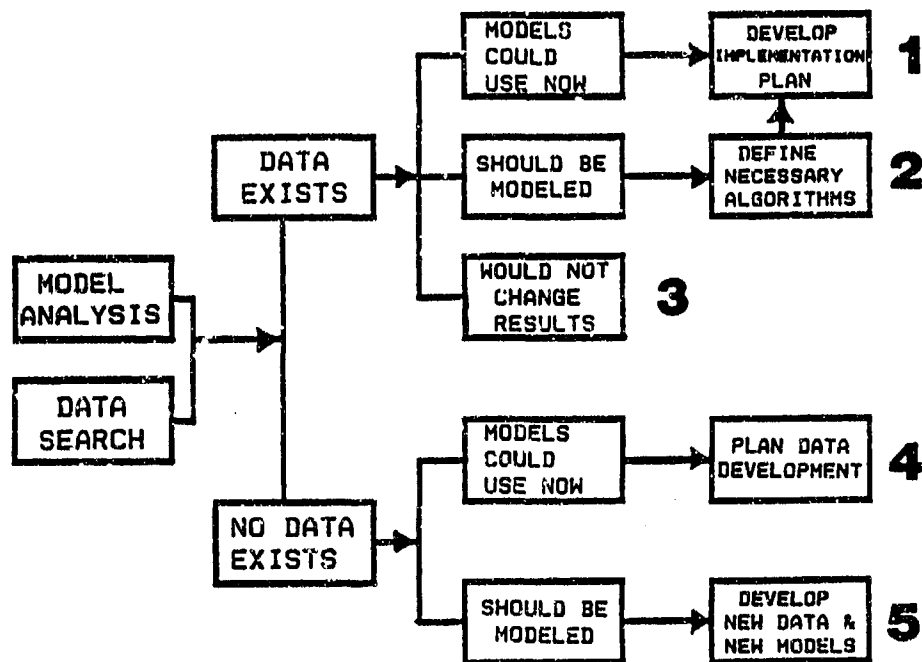 MODELS
COULD
USE NOW
DEVELOP
IMPLEMENTATION
PLAN
1
DATA
EXISTS
SHOULD BE
MODELED
DEFINE
NECESSARY
ALGORITHMS
2
WOULD NOT
CHANGE
RESULTS
3
MODEL
ANALYSIS
DATA
SEARCH
MODELS
COULD
USE NOW
PLAN DATA
DEVELOPMENT
4
NO DATA
EXISTS
SHOULD BE
MODELED
DEVELOP
NEW DATA &
NEW MODELS
5